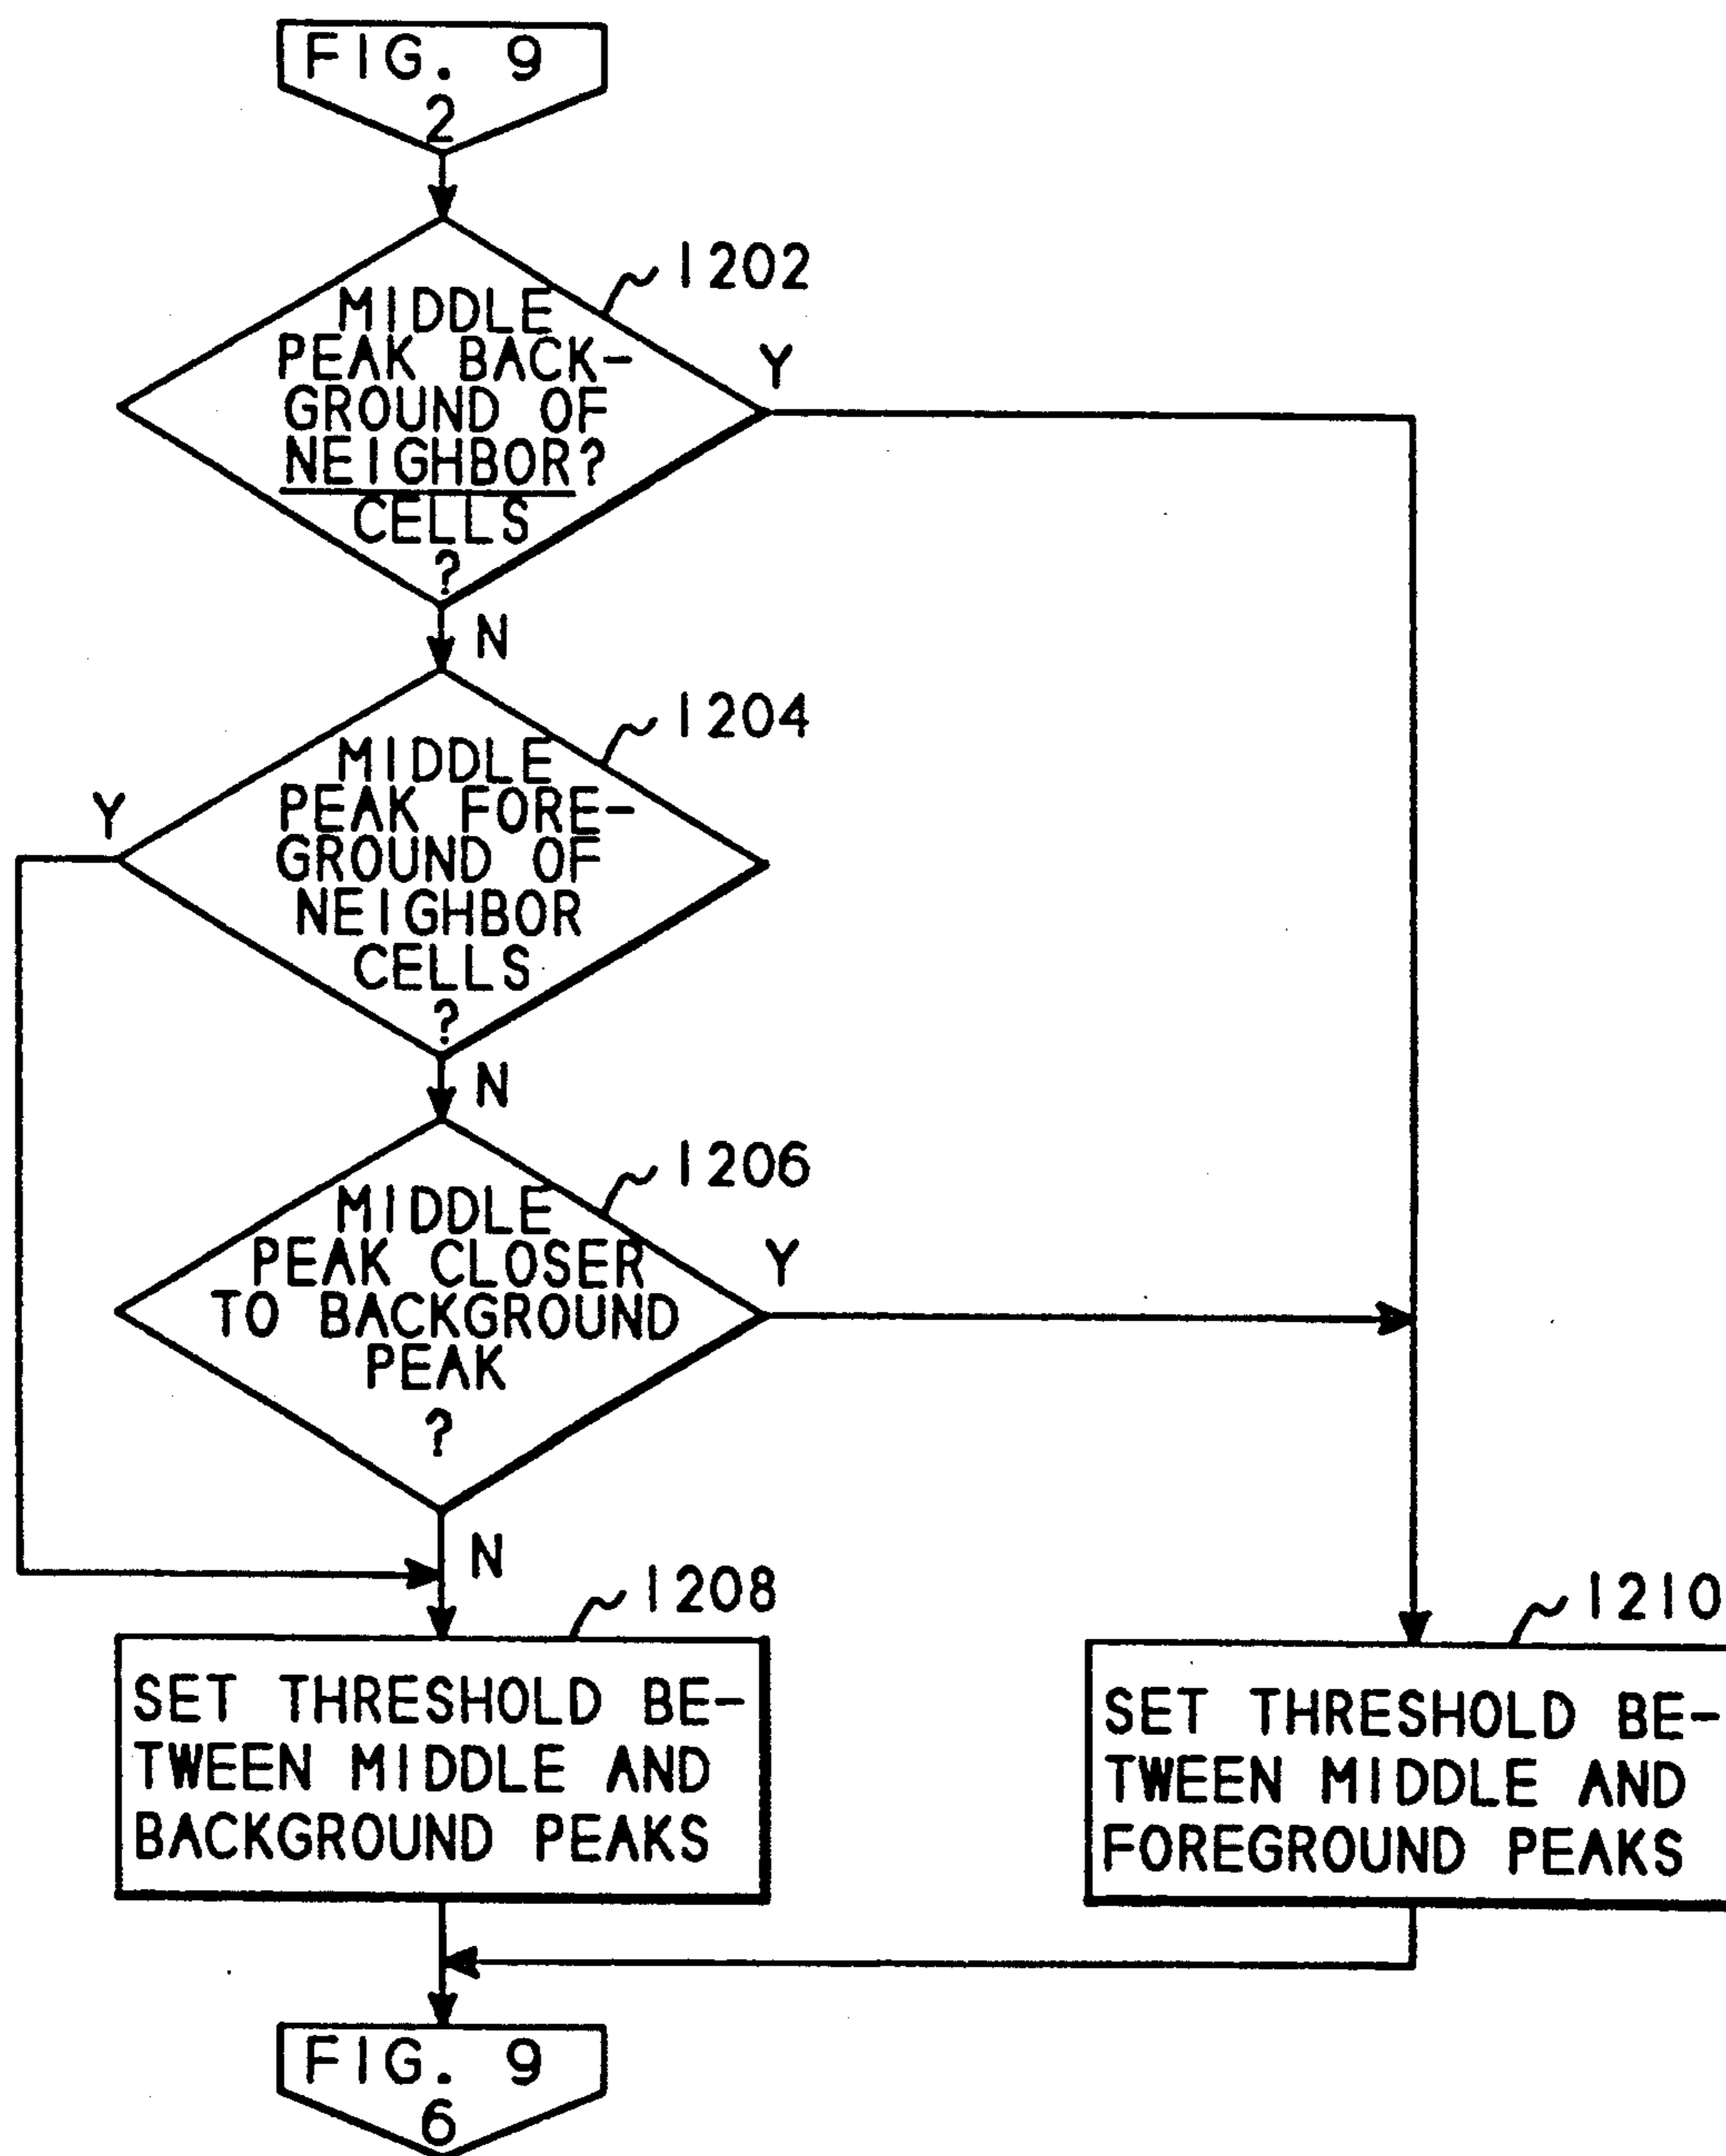 FIG. 9
2
1202
MIDDLE
PEAK BACK-
GROUND OF
NEIGHBOR?
CELLS
?
Y
N
1204
MIDDLE
PEAK FORE-
GROUND OF
NEIGHBOR
CELLS
?
Y
N
1206
MIDDLE
PEAK CLOSER
TO BACKGROUND
PEAK
?
Y
N
1208
SET THRESHOLD BE-
TWEEN MIDDLE AND
BACKGROUND PEAKS
1210
SET THRESHOLD BE-
TWEEN MIDDLE AND
FOREGROUND PEAKS
FIG. 9
6